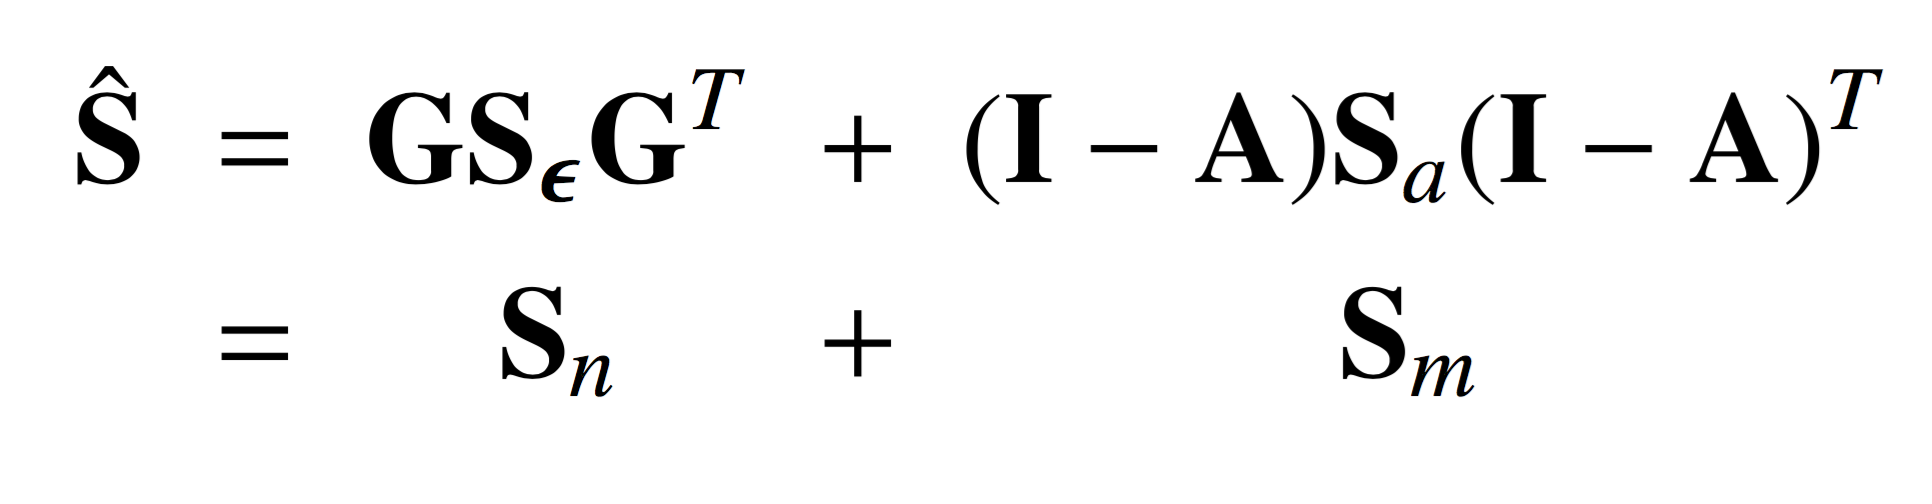 Ŝ = GS_ϵG^T + (I − A)S_a(I − A)^T
= S_n + S_m